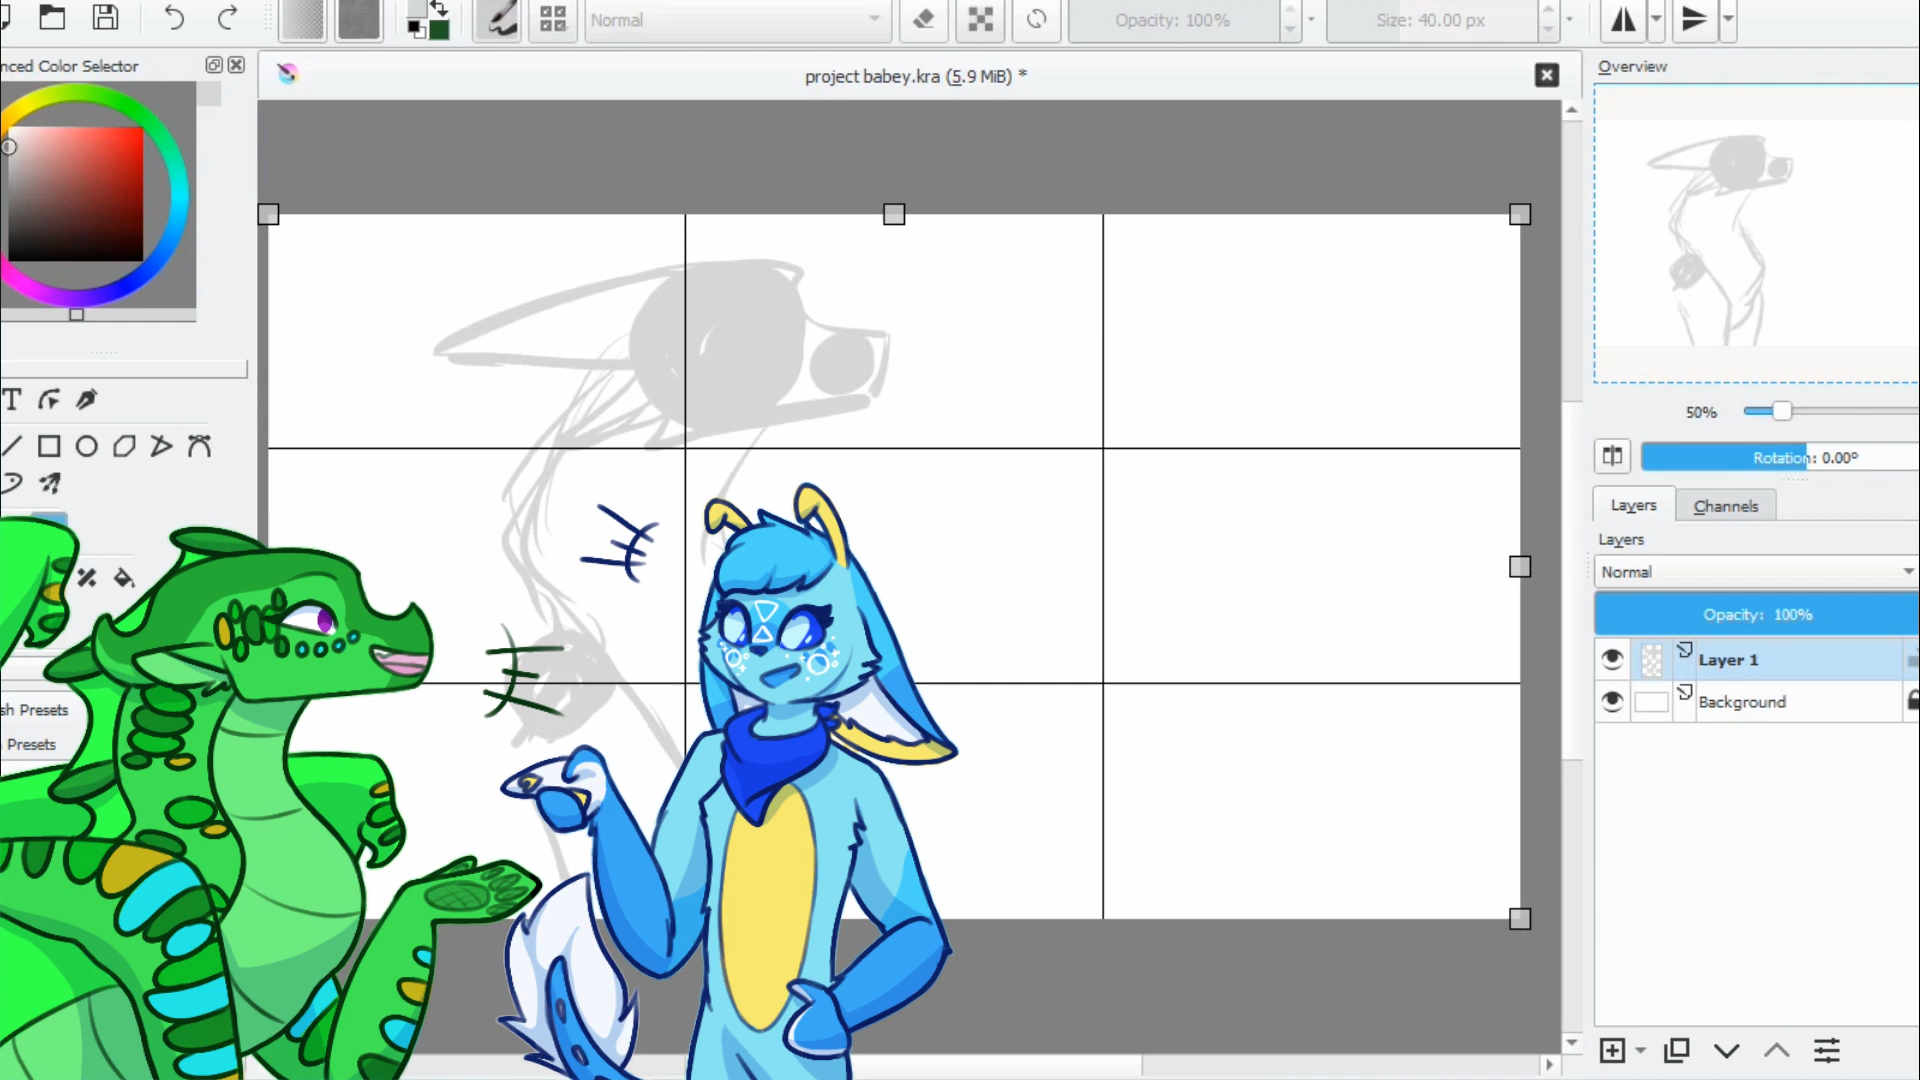 Normal
Opacity: 100%
Size: 40.00 px
nced Color Selector
project babey.kra (5.9 MiB) *
Overview
50%
Rotation: 0.00°
Layers
Channels
Layers
Normal
Opacity: 100%
Layer 1
Background
sh Presets
Presets